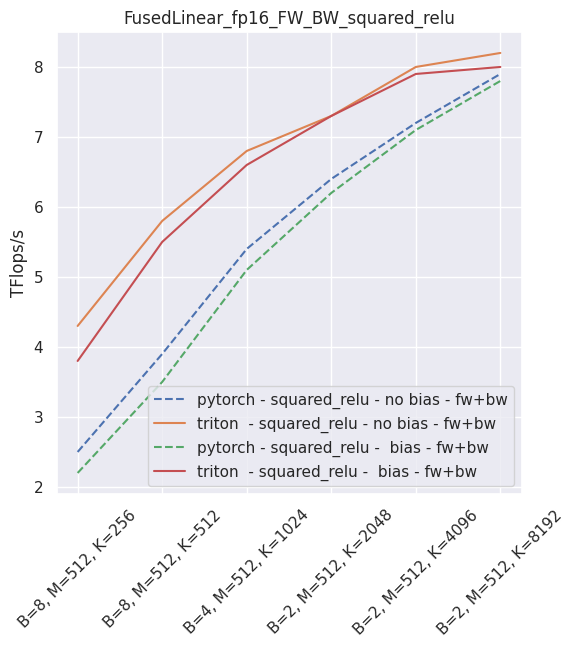 FusedLinear_fp16_FW_BW_squared_relu
8
7
6
5
4
3
2
TFlops/s
pytorch - squared_relu - no bias - fw+bw
triton  - squared_relu - no bias - fw+bw
pytorch - squared_relu -  bias - fw+bw
triton  - squared_relu -  bias - fw+bw
B=8, M=512, K=256
B=8, M=512, K=512
B=4, M=512, K=1024
B=2, M=512, K=2048
B=2, M=512, K=4096
B=2, M=512, K=8192